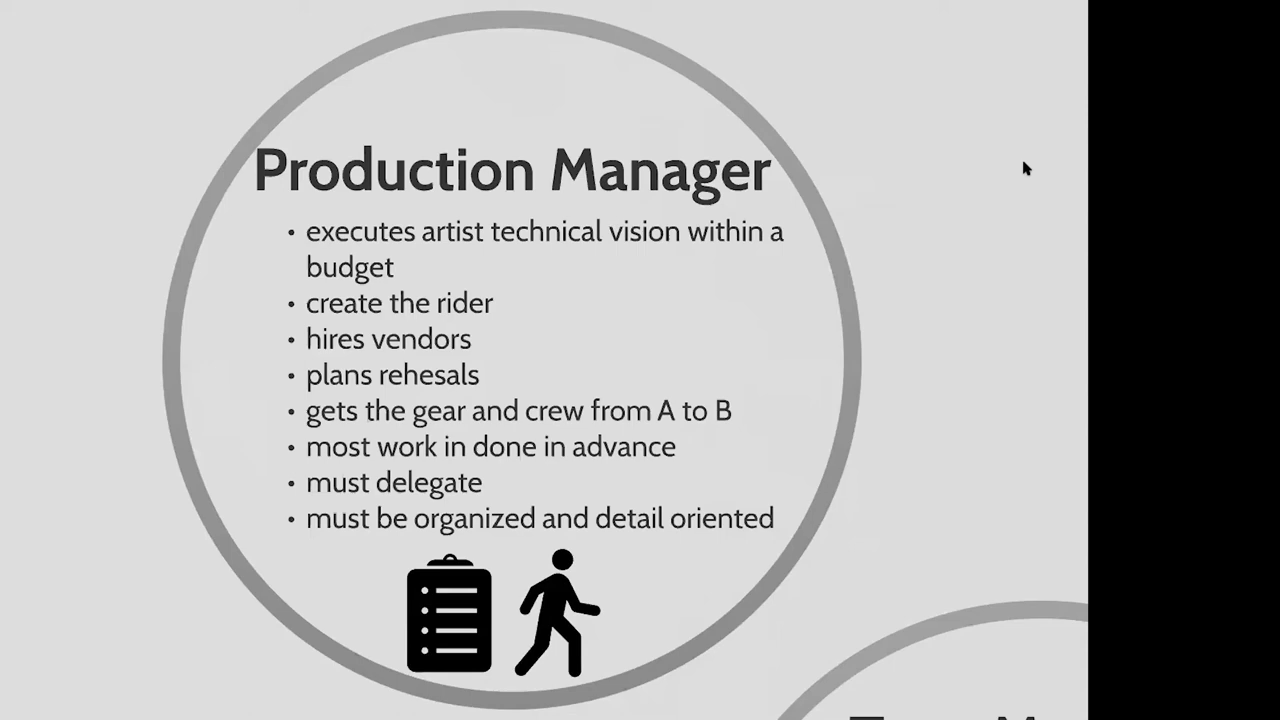 Production Manager
• executes artist technical vision within a
budget
• create the rider
• hires vendors
• plans rehesals
• gets the gear and crew from A to B
• most work in done in advance
• must delegate
• must be organized and detail oriented